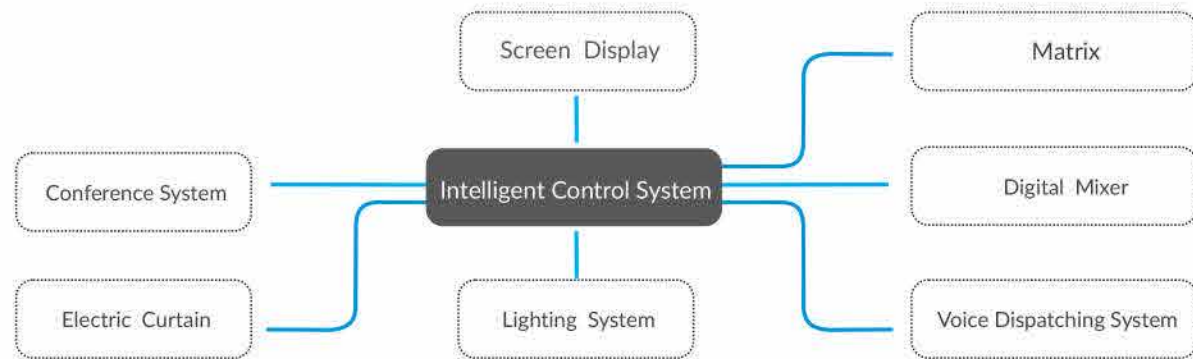 Screen Display
Matrix
Conference System
Intelligent Control System
Digital Mixer
Electric Curtain
Lighting System
Voice Dispatching System